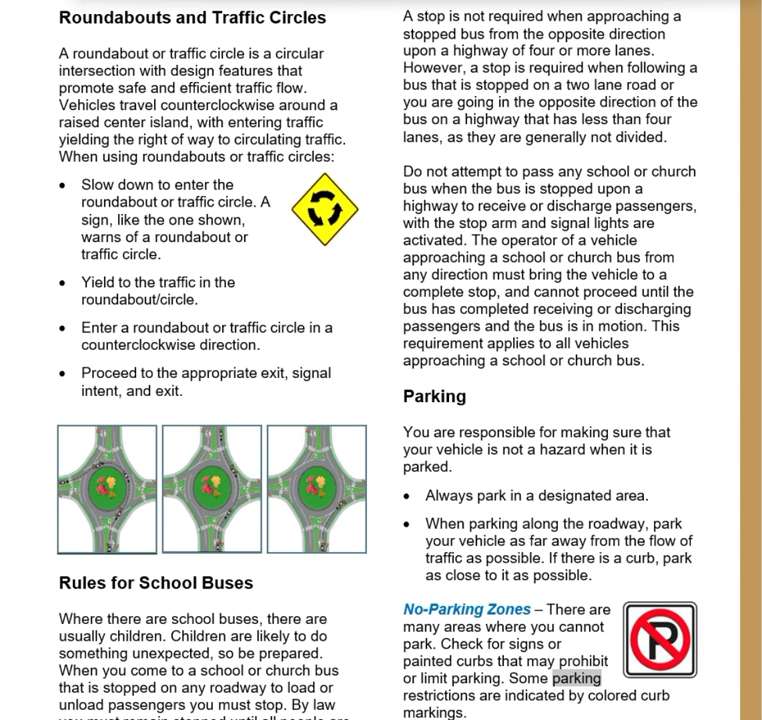 Roundabouts and Traffic Circles
A roundabout or traffic circle is a circular
intersection with design features that
promote safe and efficient traffic flow.
Vehicles travel counterclockwise around a
raised center island, with entering traffic
yielding the right of way to circulating traffic.
When using roundabouts or traffic circles:
• Slow down to enter the
roundabout or traffic circle. A
sign, like the one shown,
warns of a roundabout or
traffic circle.
• Yield to the traffic in the
roundabout/circle.
• Enter a roundabout or traffic circle in a
counterclockwise direction.
• Proceed to the appropriate exit, signal
intent, and exit.
Rules for School Buses
Where there are school buses, there are
usually children. Children are likely to do
something unexpected, so be prepared.
When you come to a school or church bus
that is stopped on any roadway to load or
unload passengers you must stop. By law
you must remain stopped until all people are
A stop is not required when approaching a
stopped bus from the opposite direction
upon a highway of four or more lanes.
However, a stop is required when following a
bus that is stopped on a two lane road or
you are going in the opposite direction of the
bus on a highway that has less than four
lanes, as they are generally not divided.
Do not attempt to pass any school or church
bus when the bus is stopped upon a
highway to receive or discharge passengers,
with the stop arm and signal lights are
activated. The operator of a vehicle
approaching a school or church bus from
any direction must bring the vehicle to a
complete stop, and cannot proceed until the
bus has completed receiving or discharging
passengers and the bus is in motion. This
requirement applies to all vehicles
approaching a school or church bus.
Parking
You are responsible for making sure that
your vehicle is not a hazard when it is
parked.
• Always park in a designated area.
• When parking along the roadway, park
your vehicle as far away from the flow of
traffic as possible. If there is a curb, park
as close to it as possible.
No-Parking Zones – There are
many areas where you cannot
park. Check for signs or
painted curbs that may prohibit
or limit parking. Some parking
restrictions are indicated by colored curb
markings.
P